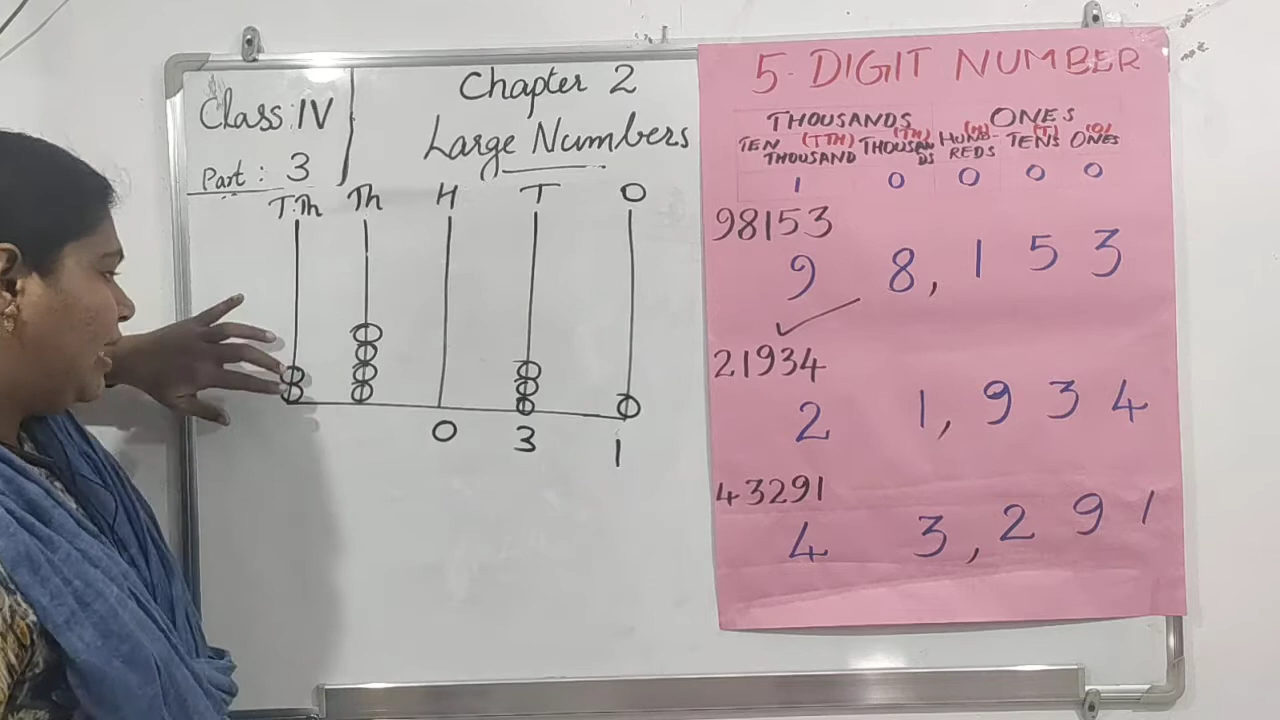 Class: IV
Part: 3
Chapter 2
Large Numbers
T.Th Th H T O
0 3 1
5-DIGIT NUMBER
THOUSANDS ONES
TEN THOUSAND (TTH) THOUSANDS (TH) HUND-REDS (H) TENS (T) ONES (O)
1 0 0 0 0
98153
9 8, 1 5 3
21934
2 1, 9 3 4
43291
4 3, 2 9 1